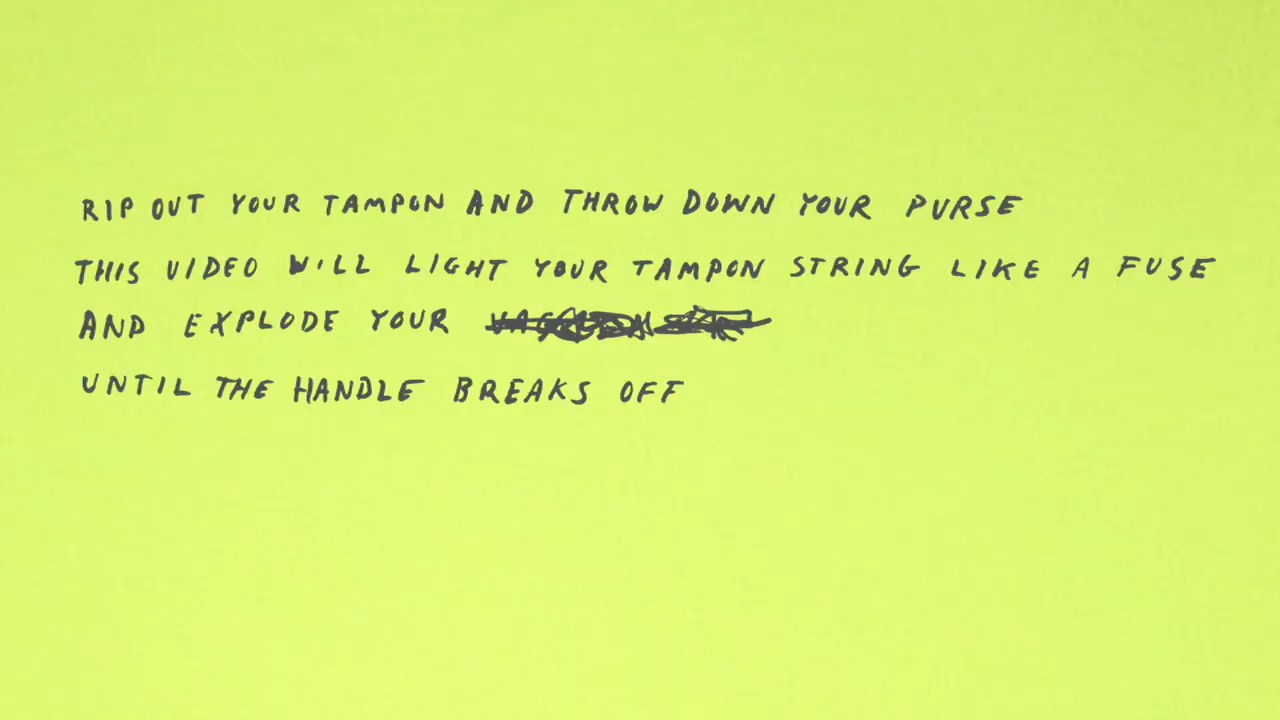 RIP OUT YOUR TAMPON AND THROW DOWN YOUR PURSE
THIS VIDEO WILL LIGHT YOUR TAMPON STRING LIKE A FUSE
AND EXPLODE YOUR
UNTIL THE HANDLE BREAKS OFF